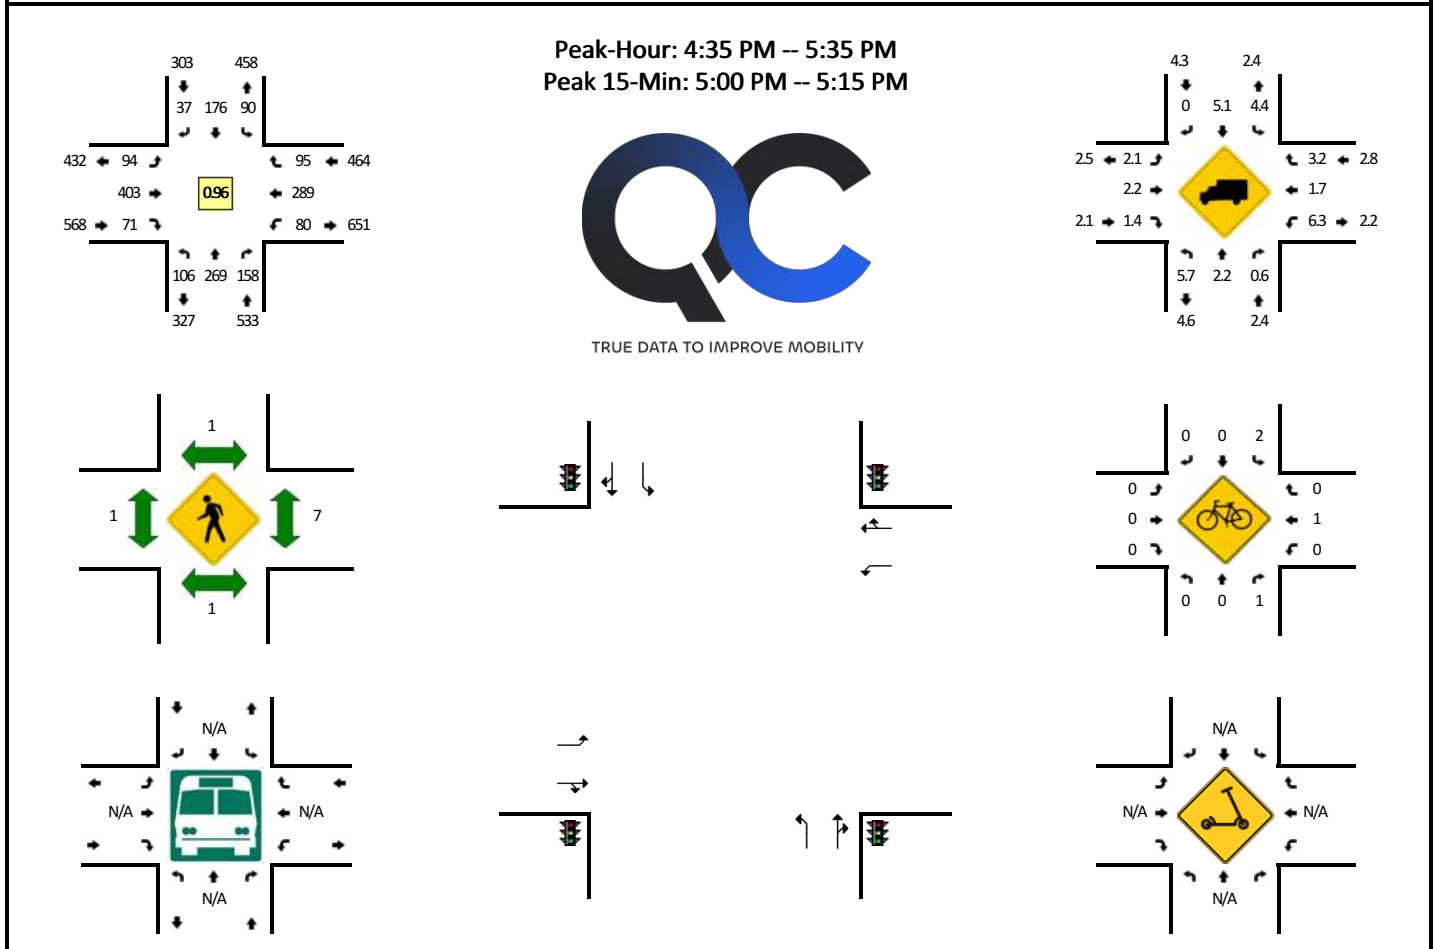 Peak-Hour: 4:35 PM -- 5:35 PM
Peak 15-Min: 5:00 PM -- 5:15 PM
303 458
37 176 90
432 94 95 464
403 0.96 289
568 71 80 651
106 269 158
327 533
4.3 2.4
0 5.1 4.4
2.5 2.1 3.2 2.8
2.2 1.7
2.1 1.4 6.3 2.2
5.7 2.2 0.6
4.6 2.4
QC
TRUE DATA TO IMPROVE MOBILITY
1
1 7
1
0 0 2
0 0
0 1
0 0
0 0 1
N/A
N/A N/A
N/A
N/A
N/A N/A
N/A